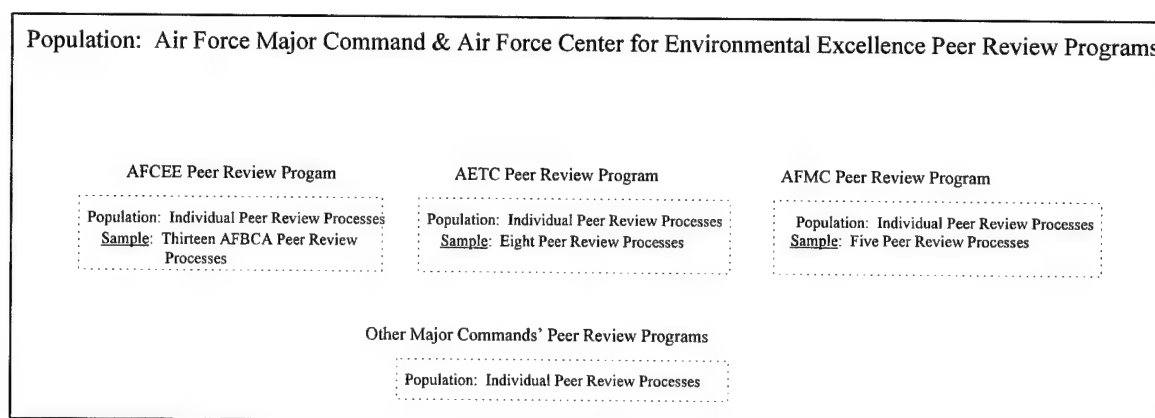 Population: Air Force Major Command & Air Force Center for Environmental Excellence Peer Review Programs
AFCEE Peer Review Progam
Population: Individual Peer Review Processes
Sample: Thirteen AFBCA Peer Review
Processes
AETC Peer Review Program
Population: Individual Peer Review Processes
Sample: Eight Peer Review Processes
AFMC Peer Review Program
Population: Individual Peer Review Processes
Sample: Five Peer Review Processes
Other Major Commands' Peer Review Programs
Population: Individual Peer Review Processes